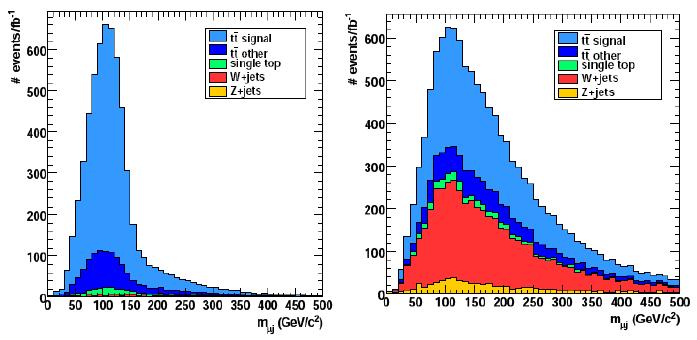 # events/fb⁻¹
600
500
400
300
200
100
0
0 50 100 150 200 250 300 350 400 450 500
m_μj (GeV/c²)
tt̄ signal
tt̄ other
single top
W+jets
Z+jets
# events/fb⁻¹
600
500
400
300
200
100
0
0 50 100 150 200 250 300 350 400 450 500
m_μj (GeV/c²)
tt̄ signal
tt̄ other
single top
W+jets
Z+jets